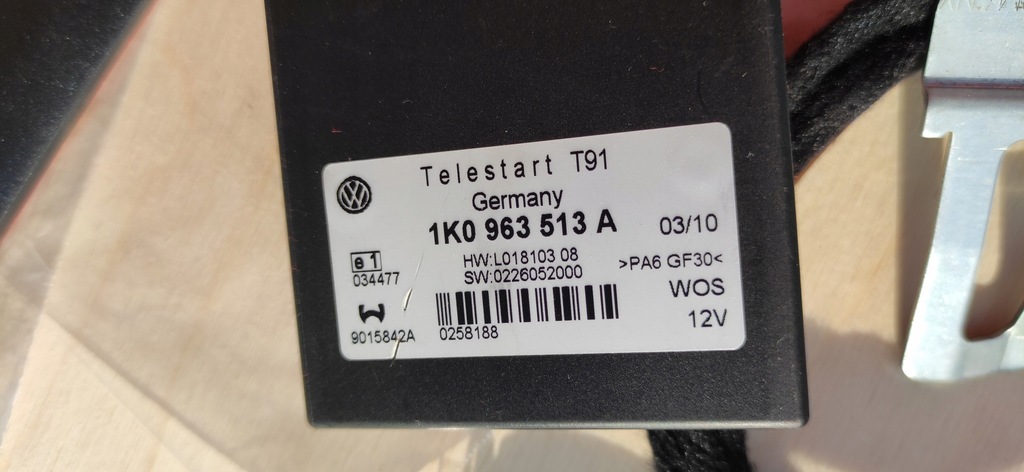 Telestart T91
Germany
1K0 963 513 A
03/10
e1
034477
HW:L018103 08
SW:0226052000
>PA6 GF30<
WOS
9015842A
0258188
12V